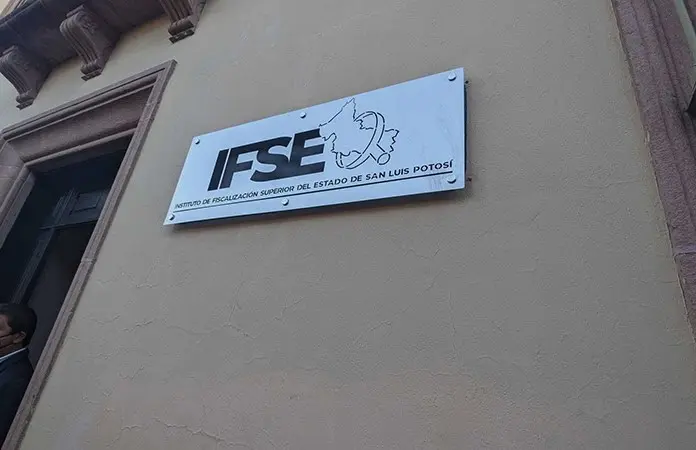 IFSE
INSTITUTO DE FISCALIZACIÓN SUPERIOR DEL ESTADO DE SAN LUIS POTOSÍ